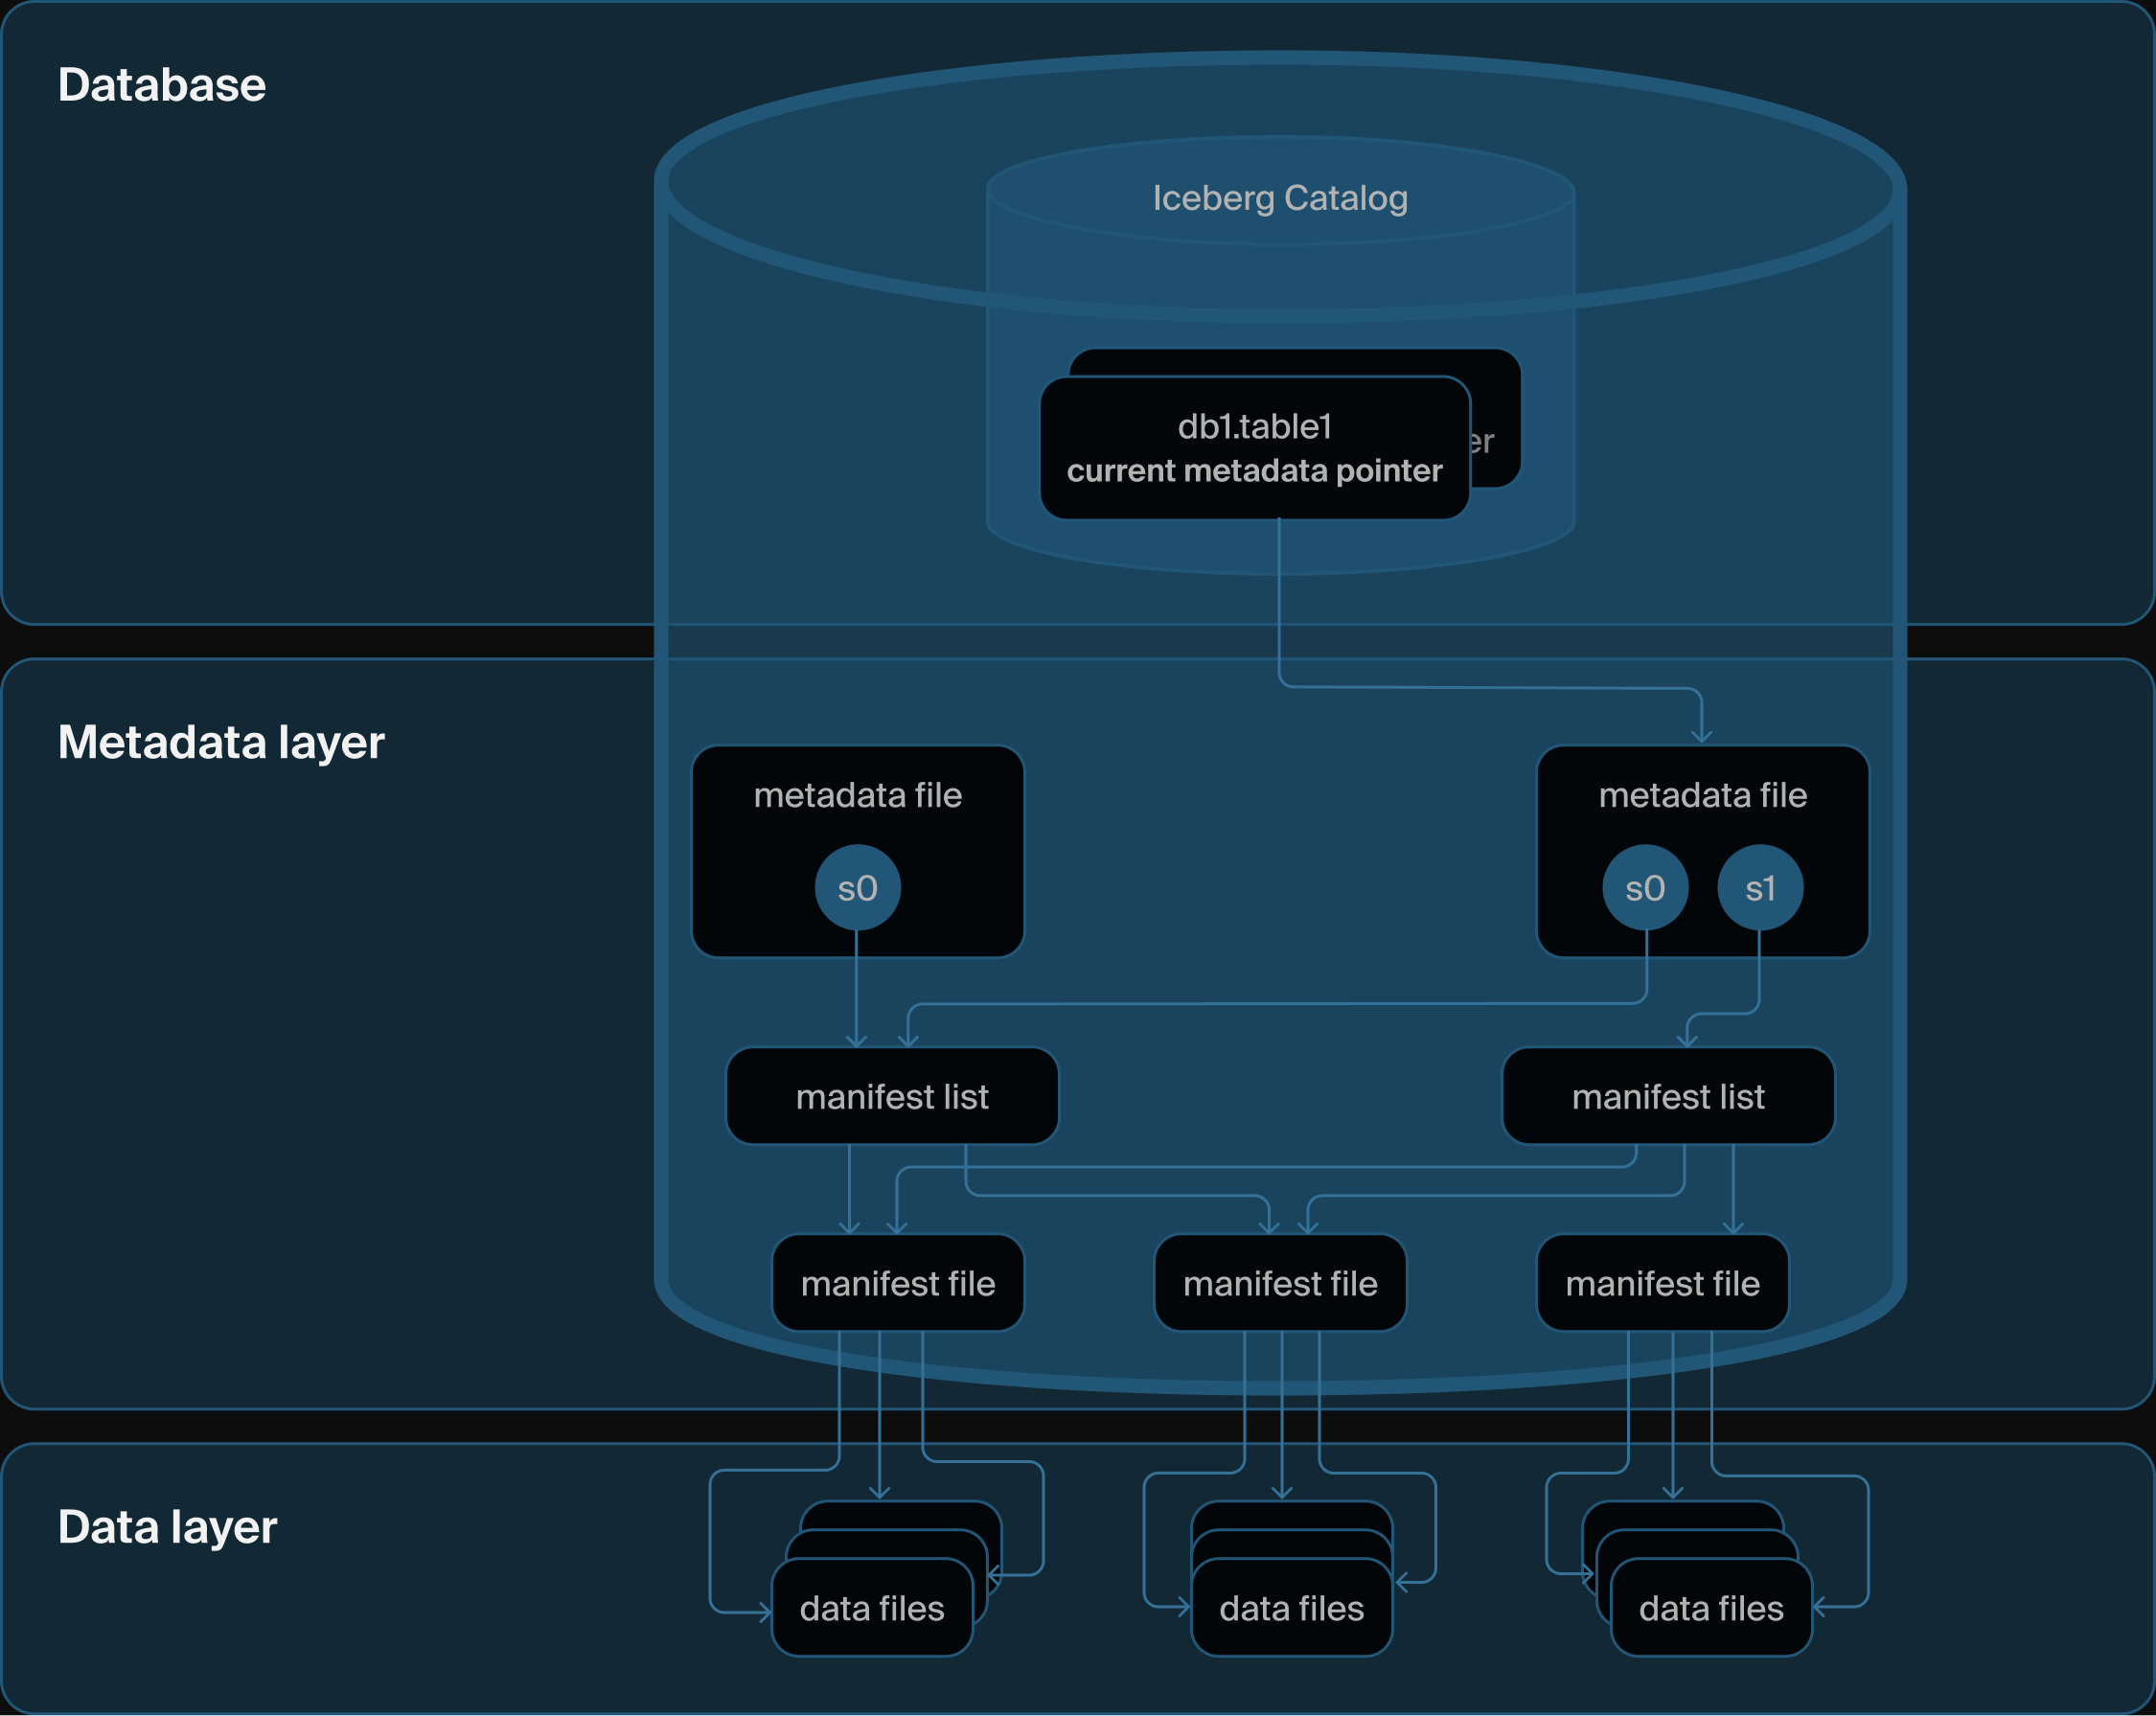 Database
Iceberg Catalog
db1.table1
current metadata pointer
Metadata layer
metadata file
metadata file
s0
s0
s1
manifest list
manifest list
manifest file
manifest file
manifest file
Data layer
data files
data files
data files